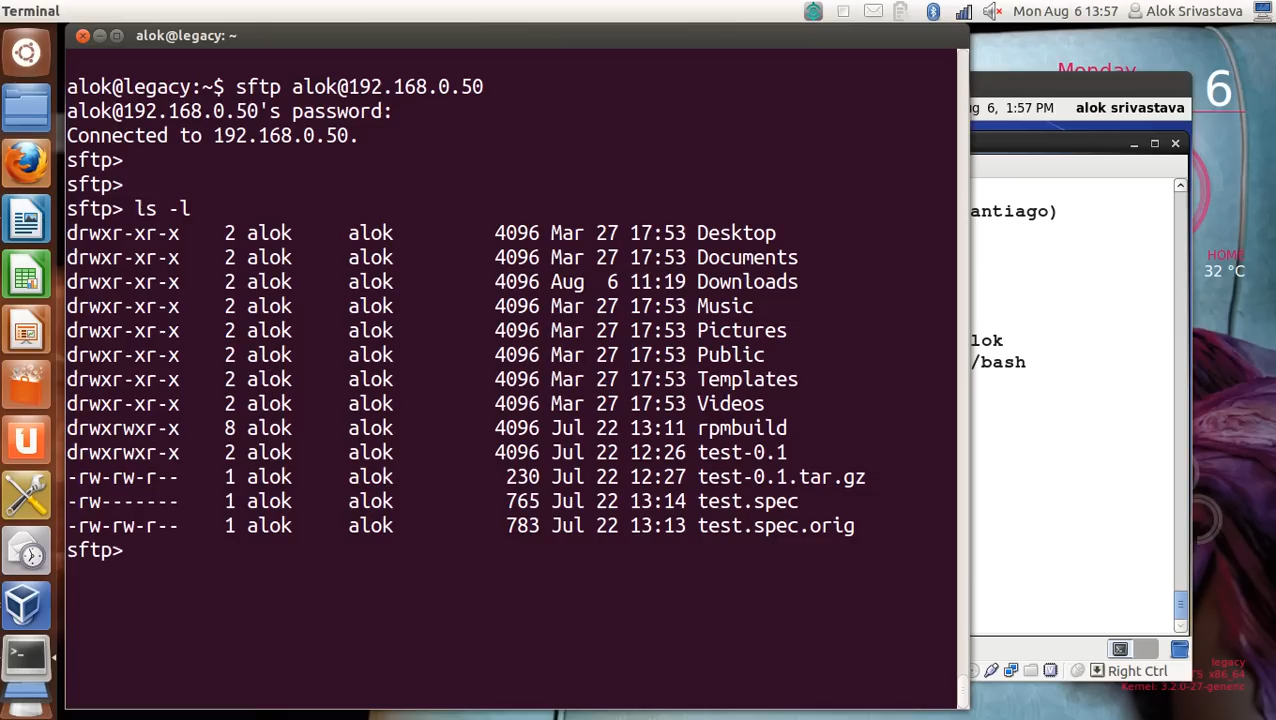 Terminal
Mon Aug 6 13:57
Alok Srivastava
alok@legacy: ~
alok@legacy:~$ sftp alok@192.168.0.50
alok@192.168.0.50's password:
Connected to 192.168.0.50.
sftp>
sftp>
sftp> ls -l
drwxr-xr-x    2 alok     alok         4096 Mar 27 17:53 Desktop
drwxr-xr-x    2 alok     alok         4096 Mar 27 17:53 Documents
drwxr-xr-x    2 alok     alok         4096 Aug  6 11:19 Downloads
drwxr-xr-x    2 alok     alok         4096 Mar 27 17:53 Music
drwxr-xr-x    2 alok     alok         4096 Mar 27 17:53 Pictures
drwxr-xr-x    2 alok     alok         4096 Mar 27 17:53 Public
drwxr-xr-x    2 alok     alok         4096 Mar 27 17:53 Templates
drwxr-xr-x    2 alok     alok         4096 Mar 27 17:53 Videos
drwxrwxr-x    8 alok     alok         4096 Jul 22 13:11 rpmbuild
drwxrwxr-x    2 alok     alok         4096 Jul 22 12:26 test-0.1
-rw-rw-r--    1 alok     alok          230 Jul 22 12:27 test-0.1.tar.gz
-rw-------    1 alok     alok          765 Jul 22 13:14 test.spec
-rw-rw-r--    1 alok     alok          783 Jul 22 13:13 test.spec.orig
sftp>
Monday
6
ug 6, 1:57 PM alok srivastava
antiago)
HOME
32 °C
lok
/bash
Right Ctrl
legacy
TS x86_64
Kernel: 3.2.0-27-generic